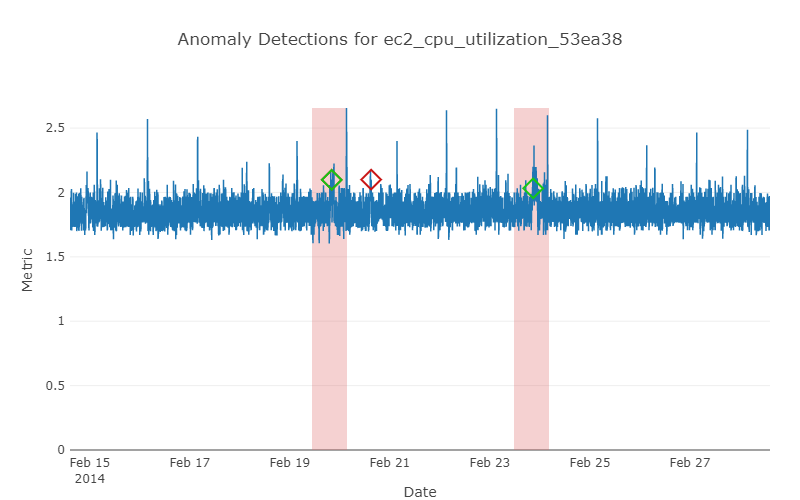 Anomaly Detections for ec2_cpu_utilization_53ea38
2.5
2
1.5
1
0.5
0
Metric
Feb 15
2014
Feb 17
Feb 19
Feb 21
Feb 23
Feb 25
Feb 27
Date